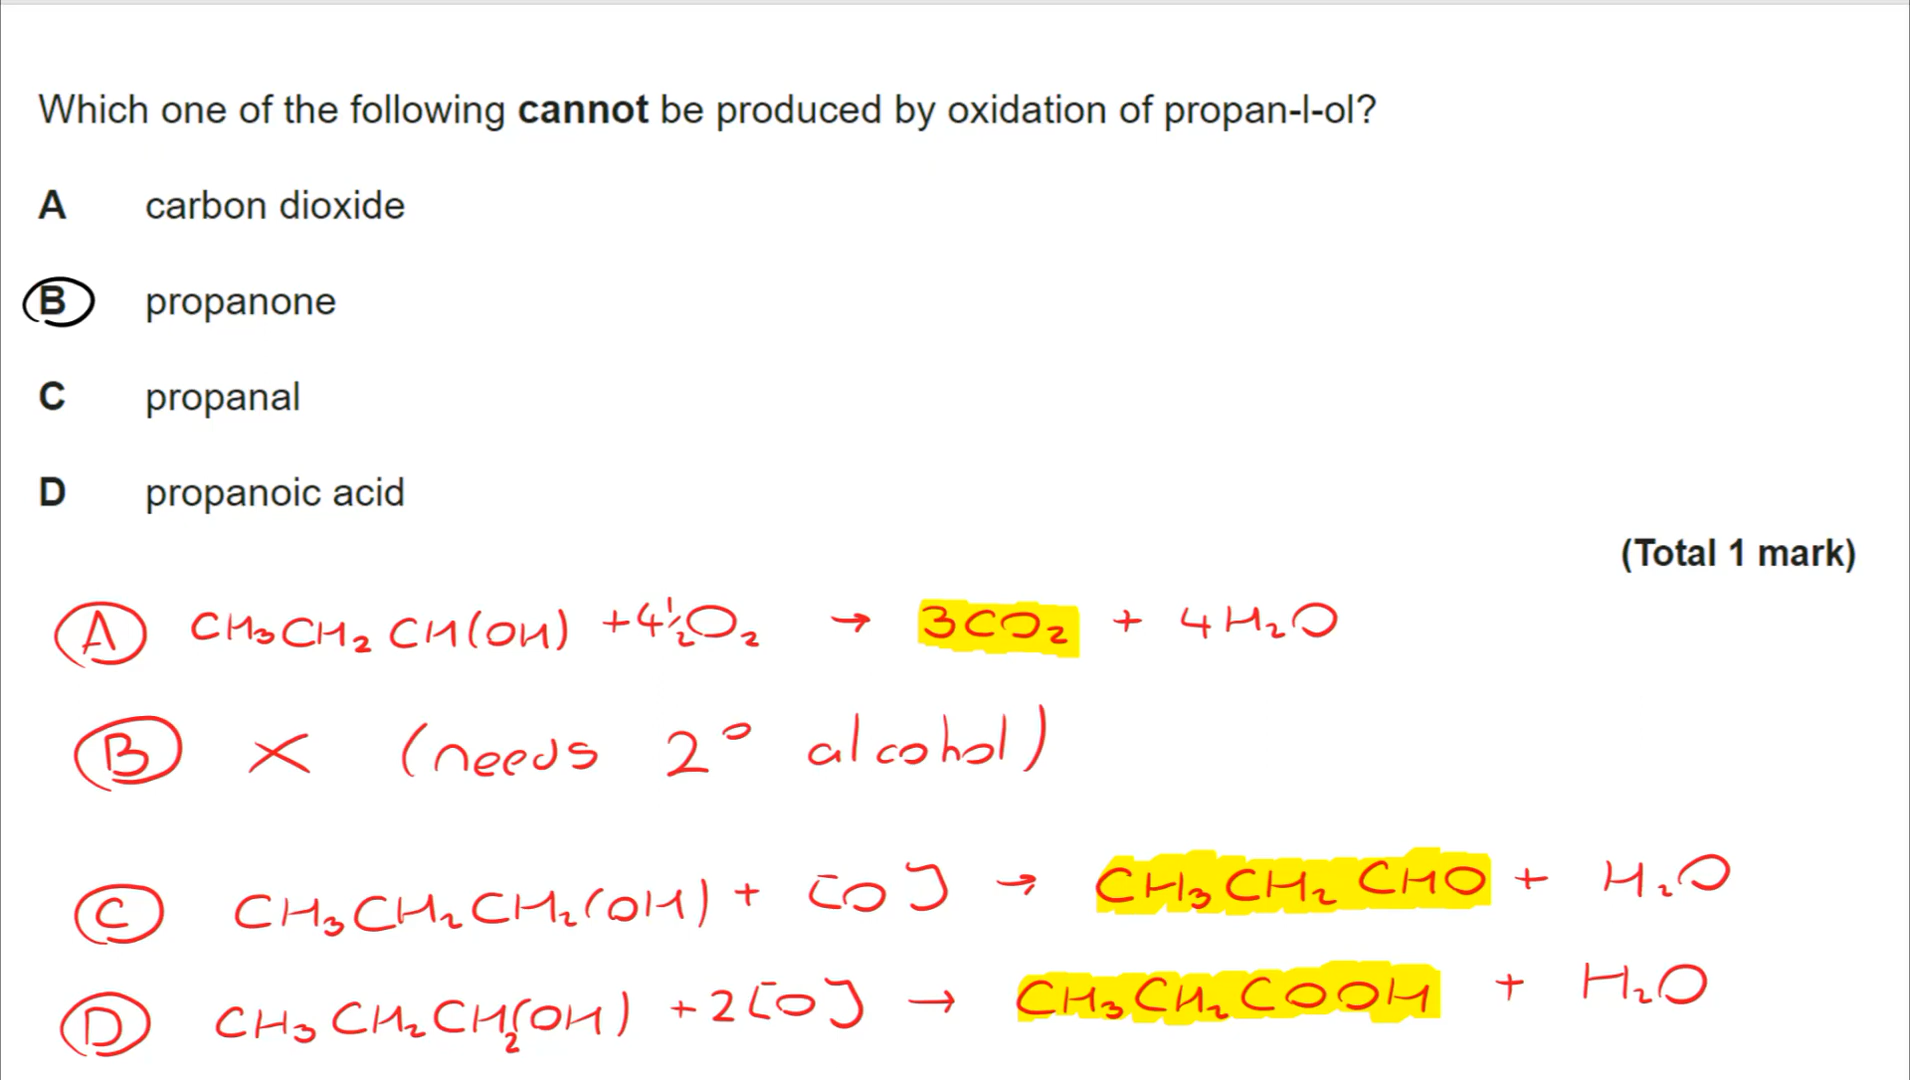 Which one of the following cannot be produced by oxidation of propan-l-ol?
A carbon dioxide
B propanone
C propanal
D propanoic acid
(Total 1 mark)
A CH₃CH₂CH(OH) +4½O₂ → 3CO₂ + 4H₂O
B × (needs 2° alcohol)
C CH₃CH₂CH₂(OH) + [O] → CH₃CH₂CHO + H₂O
D CH₃CH₂CH₂(OH) +2[O] → CH₃CH₂COOH + H₂O